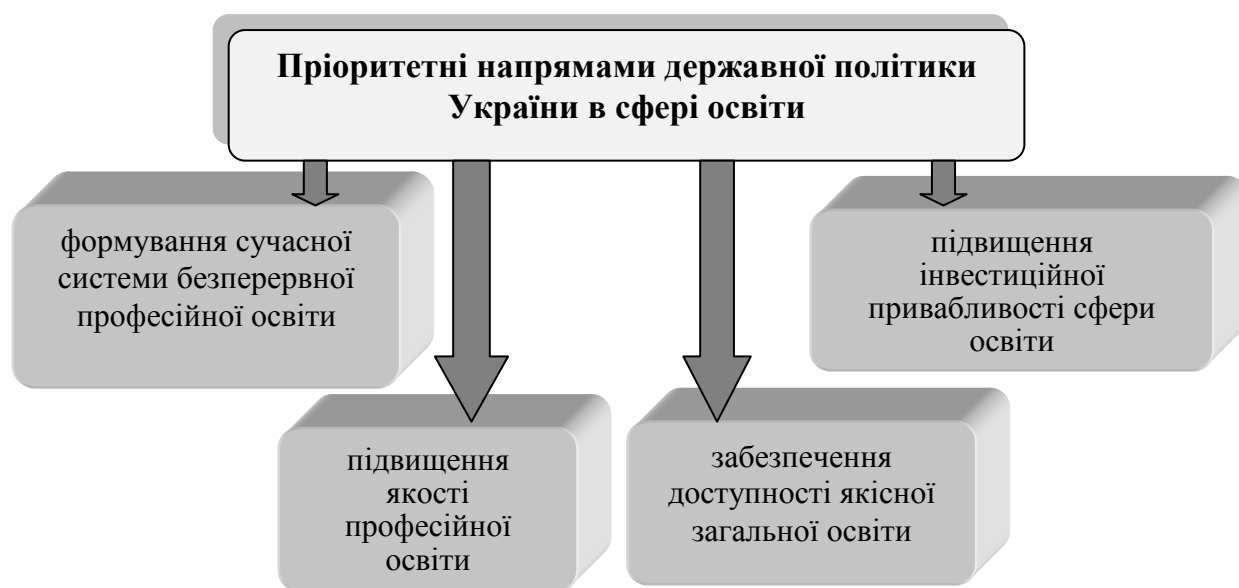 Пріоритетні напрямами державної політики
України в сфері освіти
формування сучасної
системи безперервної
професійної освіти
підвищення
якості
професійної
освіти
забезпечення
доступності якісної
загальної освіти
підвищення
інвестиційної
привабливості сфери
освіти